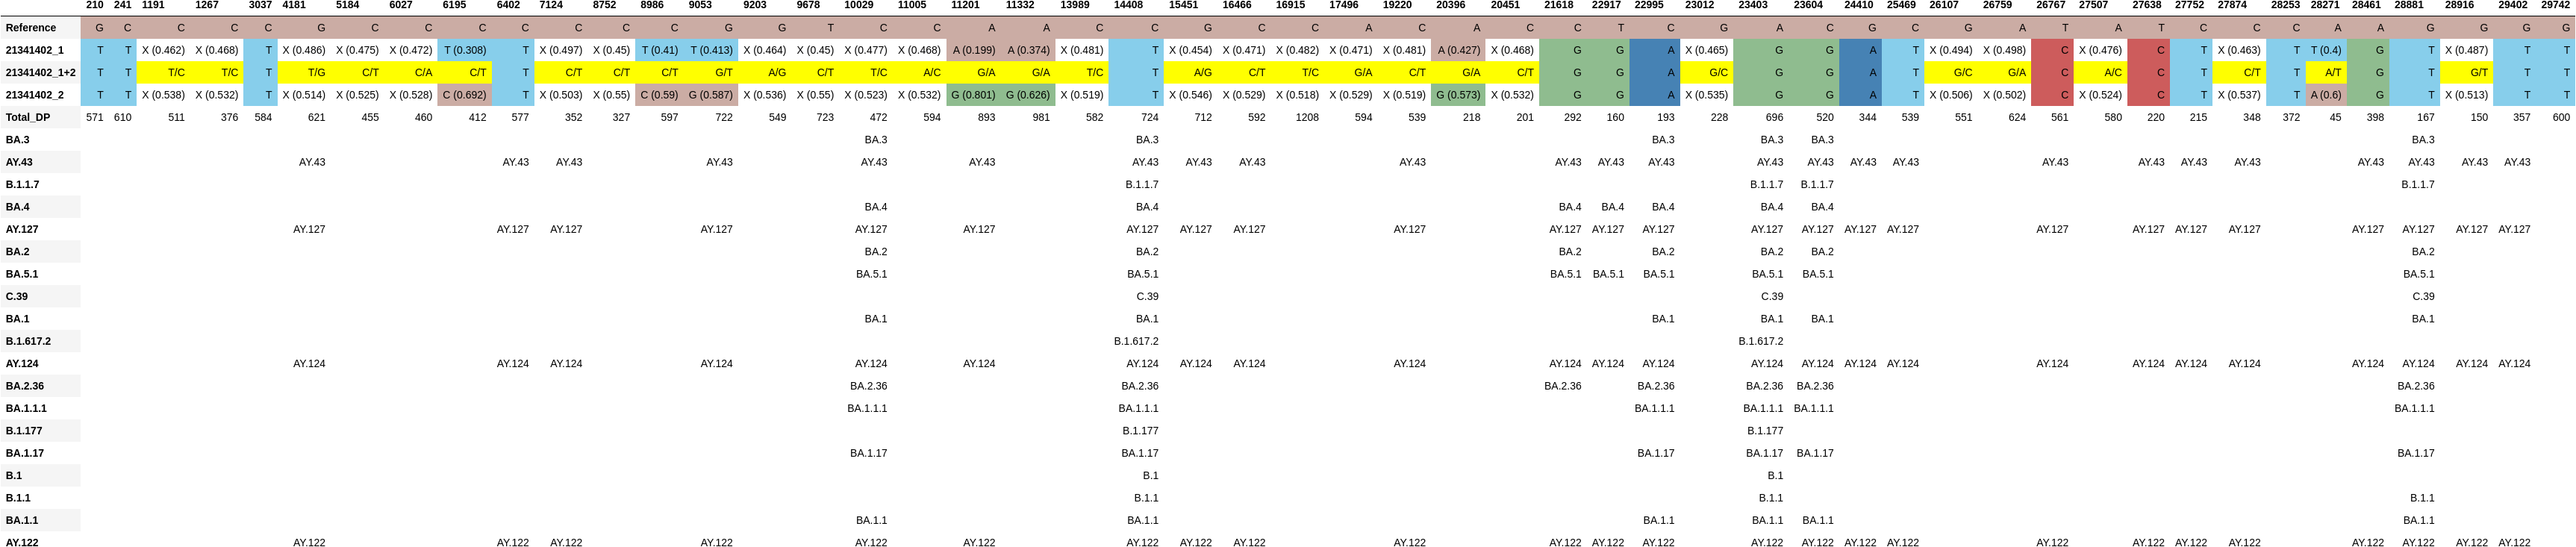 210 241 1191 1267 3037 4181 5184 6027 6195 6402 7124 8752 8986 9053 9203 9678 10029 11005 11201 11332 13989 14408 15451 16466 16915 17496 19220 20396 20451 21618 22917 22995 23012 23403 23604 24410 25469 26107 26759 26767 27507 27638 27752 27874 28253 28271 28461 28881 28916 29402 29742
Reference G C C C C G C C C C C C C G G T C C A A C C G C C A C A C C T C G A C G C G A T A T C C C A A G G G G
21341402_1 T T X (0.462) X (0.468) T X (0.486) X (0.475) X (0.472) T (0.308) T X (0.497) X (0.45) T (0.41) T (0.413) X (0.464) X (0.45) X (0.477) X (0.468) A (0.199) A (0.374) X (0.481) T X (0.454) X (0.471) X (0.482) X (0.471) X (0.481) A (0.427) X (0.468) G G A X (0.465) G G A T X (0.494) X (0.498) C X (0.476) C T X (0.463) T T (0.4) G T X (0.487) T T
21341402_1+2 T T T/C T/C T T/G C/T C/A C/T T C/T C/T C/T G/T A/G C/T T/C A/C G/A G/A T/C T A/G C/T T/C G/A C/T G/A C/T G G A G/C G G A T G/C G/A C A/C C T C/T T A/T G T G/T T T
21341402_2 T T X (0.538) X (0.532) T X (0.514) X (0.525) X (0.528) C (0.692) T X (0.503) X (0.55) C (0.59) G (0.587) X (0.536) X (0.55) X (0.523) X (0.532) G (0.801) G (0.626) X (0.519) T X (0.546) X (0.529) X (0.518) X (0.529) X (0.519) G (0.573) X (0.532) G G A X (0.535) G G A T X (0.506) X (0.502) C X (0.524) C T X (0.537) T A (0.6) G T X (0.513) T T
Total_DP 571 610 511 376 584 621 455 460 412 577 352 327 597 722 549 723 472 594 893 981 582 724 712 592 1208 594 539 218 201 292 160 193 228 696 520 344 539 551 624 561 580 220 215 348 372 45 398 167 150 357 600
BA.3 BA.3 BA.3 BA.3 BA.3 BA.3 BA.3
AY.43 AY.43 AY.43 AY.43 AY.43 AY.43 AY.43 AY.43 AY.43 AY.43 AY.43 AY.43 AY.43 AY.43 AY.43 AY.43 AY.43 AY.43 AY.43 AY.43 AY.43 AY.43 AY.43 AY.43 AY.43 AY.43
B.1.1.7 B.1.1.7 B.1.1.7 B.1.1.7 B.1.1.7
BA.4 BA.4 BA.4 BA.4 BA.4 BA.4 BA.4 BA.4
AY.127 AY.127 AY.127 AY.127 AY.127 AY.127 AY.127 AY.127 AY.127 AY.127 AY.127 AY.127 AY.127 AY.127 AY.127 AY.127 AY.127 AY.127 AY.127 AY.127 AY.127 AY.127 AY.127 AY.127 AY.127 AY.127
BA.2 BA.2 BA.2 BA.2 BA.2 BA.2 BA.2 BA.2
BA.5.1 BA.5.1 BA.5.1 BA.5.1 BA.5.1 BA.5.1 BA.5.1 BA.5.1 BA.5.1
C.39 C.39 C.39 C.39
BA.1 BA.1 BA.1 BA.1 BA.1 BA.1 BA.1
B.1.617.2 B.1.617.2 B.1.617.2
AY.124 AY.124 AY.124 AY.124 AY.124 AY.124 AY.124 AY.124 AY.124 AY.124 AY.124 AY.124 AY.124 AY.124 AY.124 AY.124 AY.124 AY.124 AY.124 AY.124 AY.124 AY.124 AY.124 AY.124 AY.124 AY.124
BA.2.36 BA.2.36 BA.2.36 BA.2.36 BA.2.36 BA.2.36 BA.2.36 BA.2.36
BA.1.1.1 BA.1.1.1 BA.1.1.1 BA.1.1.1 BA.1.1.1 BA.1.1.1 BA.1.1.1
B.1.177 B.1.177 B.1.177
BA.1.17 BA.1.17 BA.1.17 BA.1.17 BA.1.17 BA.1.17 BA.1.17
B.1 B.1 B.1
B.1.1 B.1.1 B.1.1 B.1.1
BA.1.1 BA.1.1 BA.1.1 BA.1.1 BA.1.1 BA.1.1 BA.1.1
AY.122 AY.122 AY.122 AY.122 AY.122 AY.122 AY.122 AY.122 AY.122 AY.122 AY.122 AY.122 AY.122 AY.122 AY.122 AY.122 AY.122 AY.122 AY.122 AY.122 AY.122 AY.122 AY.122 AY.122 AY.122 AY.122